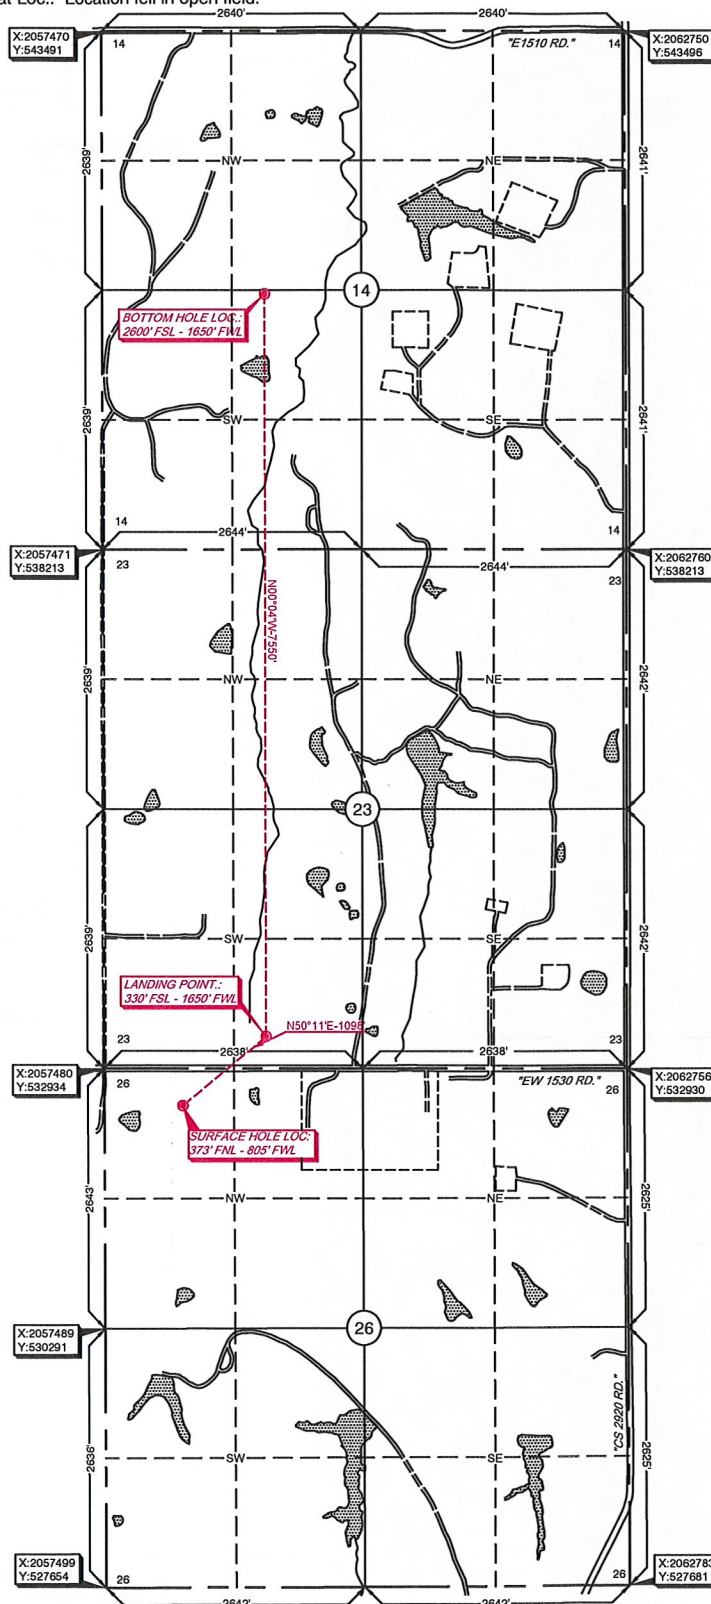 at Loc.: Location fell in open field.
2640'
2640'
X:2057470
Y:543491
14
"E1510 RD."
14
X:2062750
Y:543496
2639'
NW
NE
2641'
14
BOTTOM HOLE LOC.:
2600' FSL - 1650' FWL
2639'
SW
SE
2641'
14
2644'
14
X:2057471
Y:538213
23
2644'
23
X:2062760
Y:538213
N00°04'W-7550'
2639'
NW
NE
2642'
23
2639'
SW
SE
2642'
LANDING POINT.:
330' FSL - 1650' FWL
N50°11'E-1098
23
2638'
2638'
23
X:2057480
Y:532934
26
"EW 1530 RD."
26
X:2062756
Y:532930
SURFACE HOLE LOC:
373' FNL - 805' FWL
2643'
NW
NE
2625'
X:2057489
Y:530291
26
"CS 2920 RD."
2636'
SW
SE
2625'
X:2057499
Y:527654
26
26
X:2062783
Y:527681
2642'
2642'